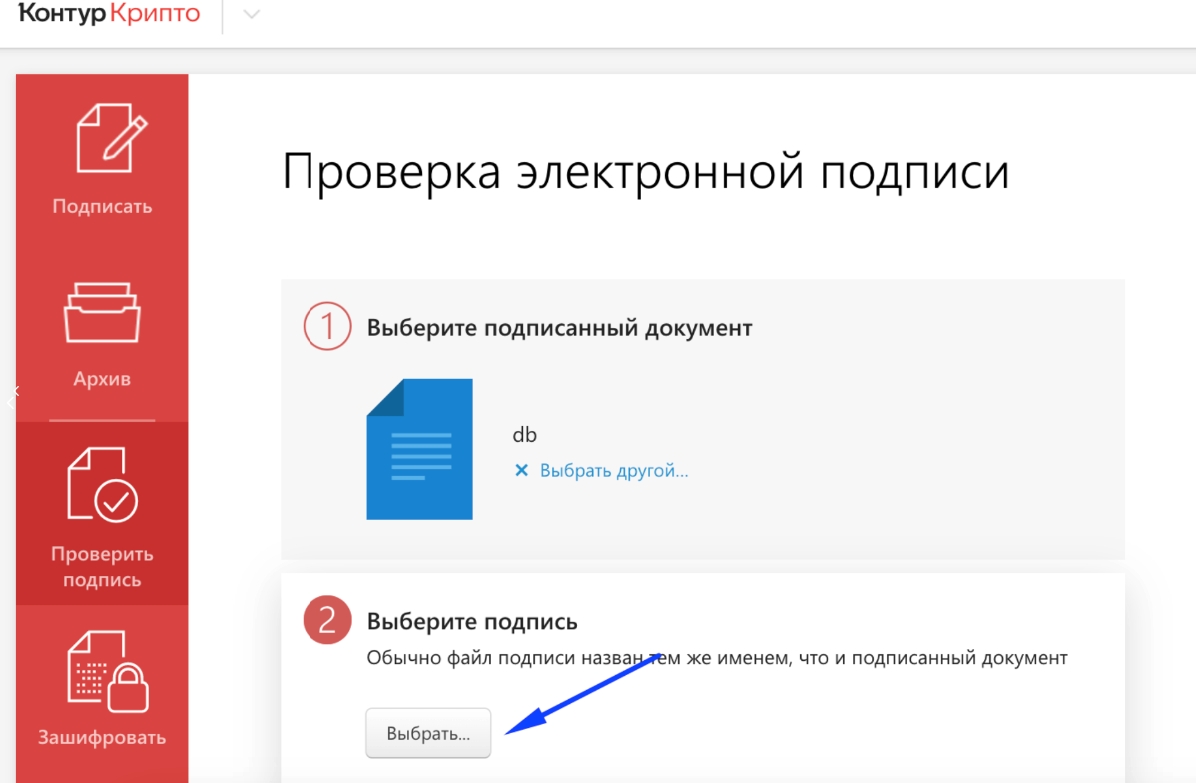 Контур Крипто
Подписать
Архив
Проверить
подпись
Зашифровать
Проверка электронной подписи
1 Выберите подписанный документ
db
× Выбрать другой...
2 Выберите подпись
Обычно файл подписи назван тем же именем, что и подписанный документ
Выбрать...